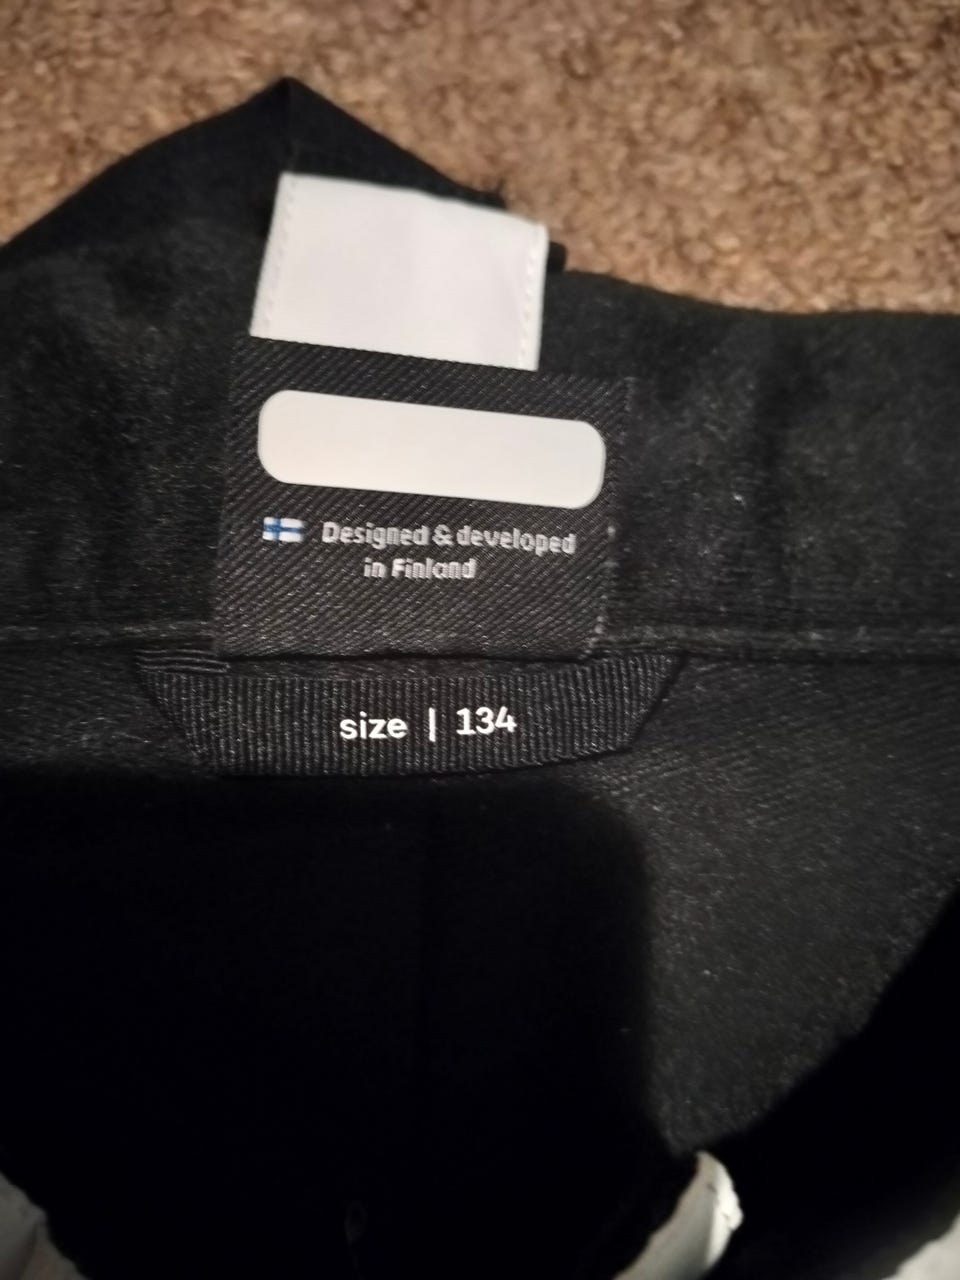 Designed & developed
in Finland
size | 134